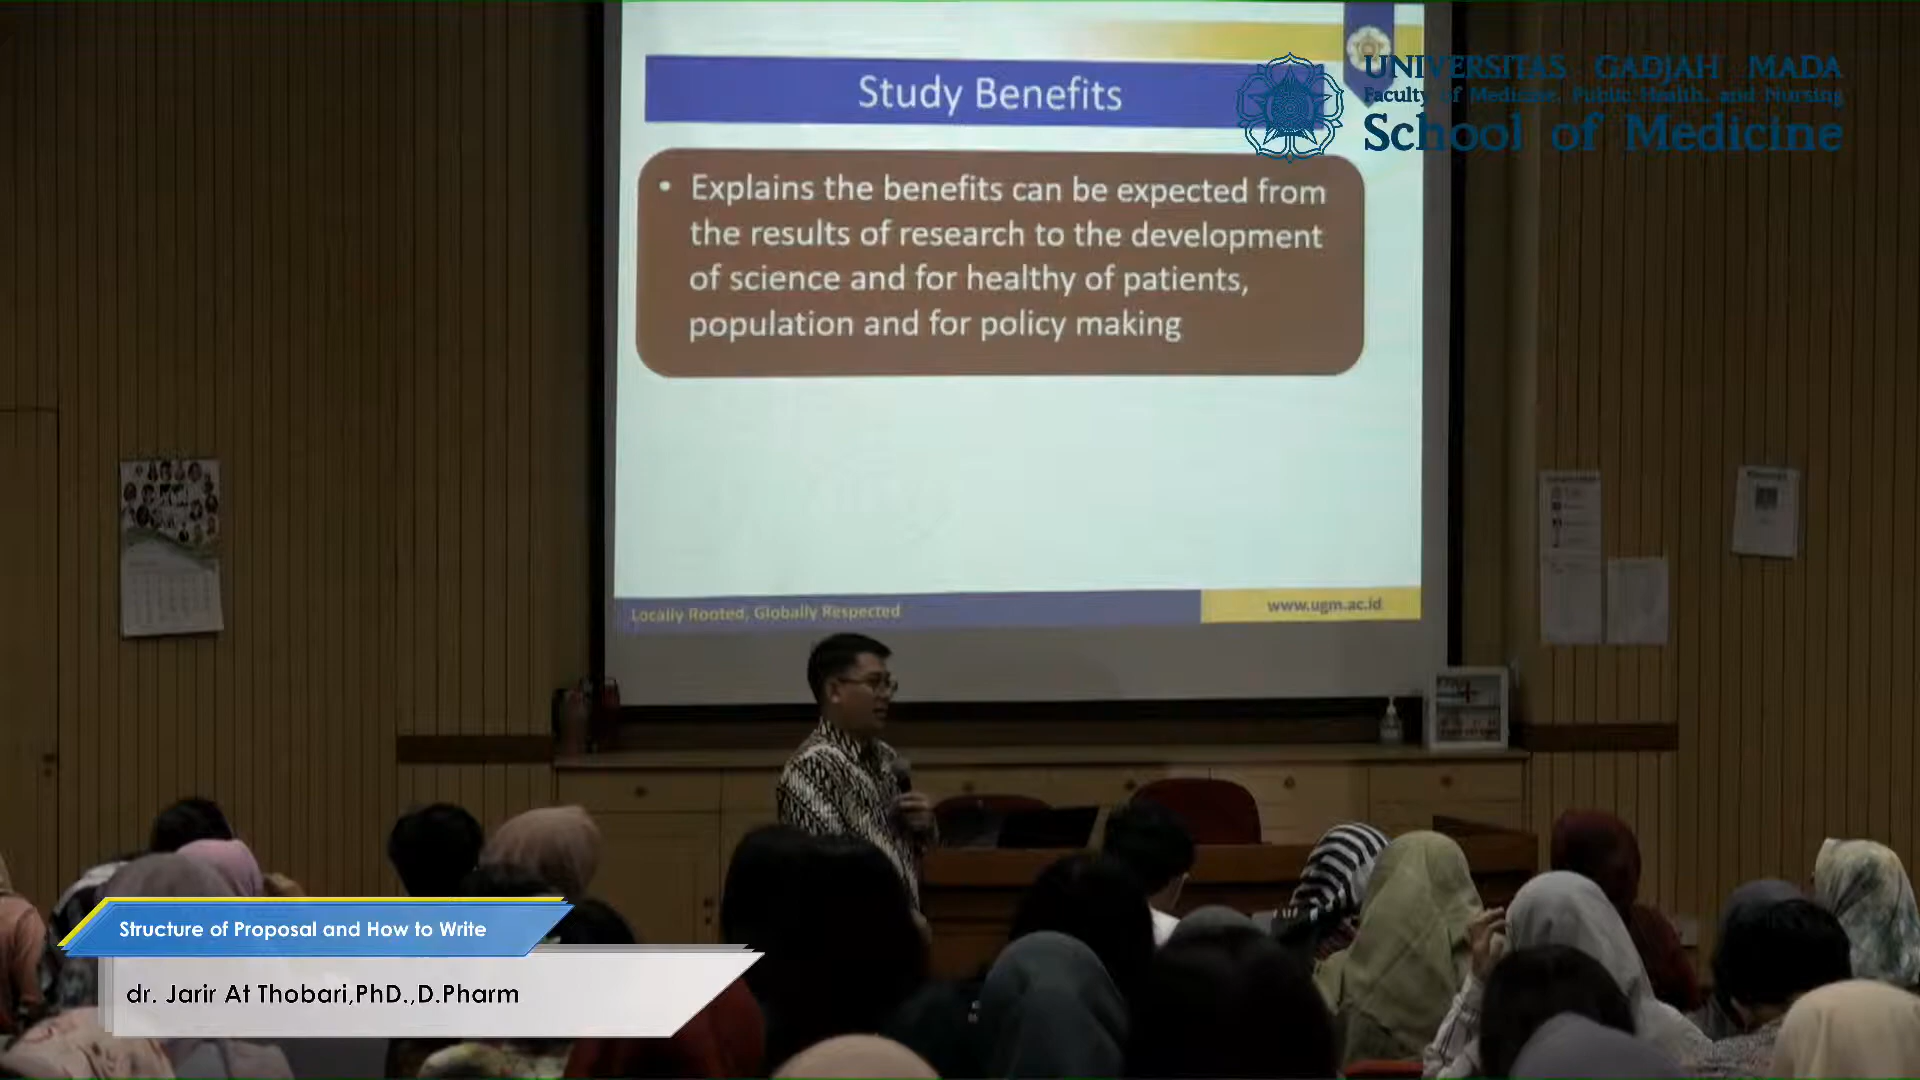 Study Benefits
UNIVERSITAS GADJAH MADA
Faculty of Medicine, Public Health, and Nursing
School of Medicine
• Explains the benefits can be expected from
the results of research to the development
of science and for healthy of patients,
population and for policy making
Locally Rooted, Globally Respected
www.ugm.ac.id
Structure of Proposal and How to Write
dr. Jarir At Thobari,PhD.,D.Pharm